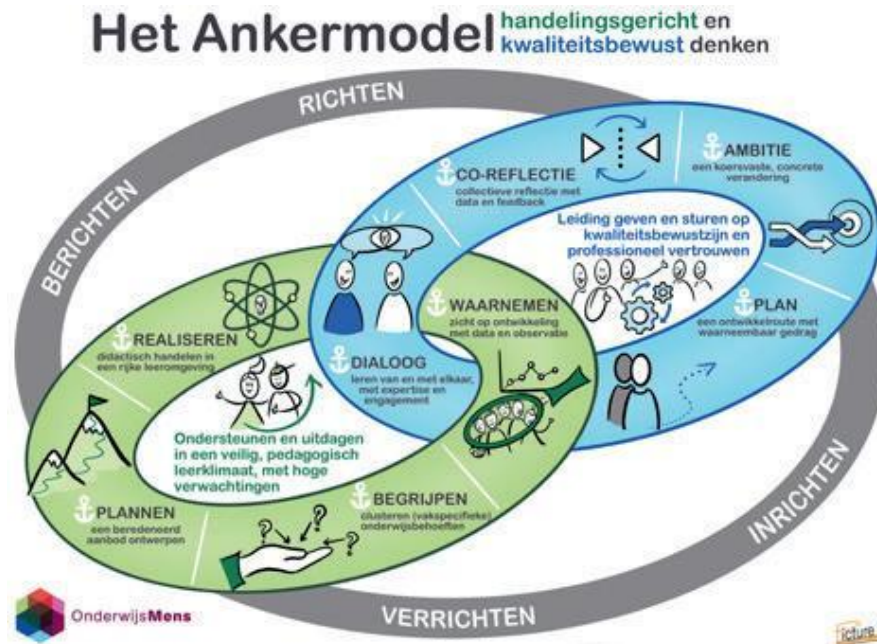 Het Ankermodel handelingsgericht en
kwaliteitsbewust denken
RICHTEN
BERICHTEN
INRICHTEN
VERRICHTEN
CO-REFLECTIE
collectieve reflectie met
data en feedback
AMBITIE
een koersvaste, concrete
verandering
Leiding geven en sturen op
kwaliteitsbewustzijn en
professioneel vertrouwen
PLAN
een ontwikkelroute met
waarneembaar gedrag
WAARNEMEN
zicht op ontwikkeling
met data en observatie
DIALOOG
leren van en met elkaar,
met expertise en
engagement
REALISEREN
didactisch handelen in
een rijke leeromgeving
Ondersteunen en uitdagen
in een veilig, pedagogisch
leerklimaat, met hoge
verwachtingen
PLANNEN
een beredeneerd
aanbod ontwerpen
BEGRIJPEN
clusteren (vakspecifieke)
onderwijsbehoeften
? ? ? ?
OnderwijsMens
icture